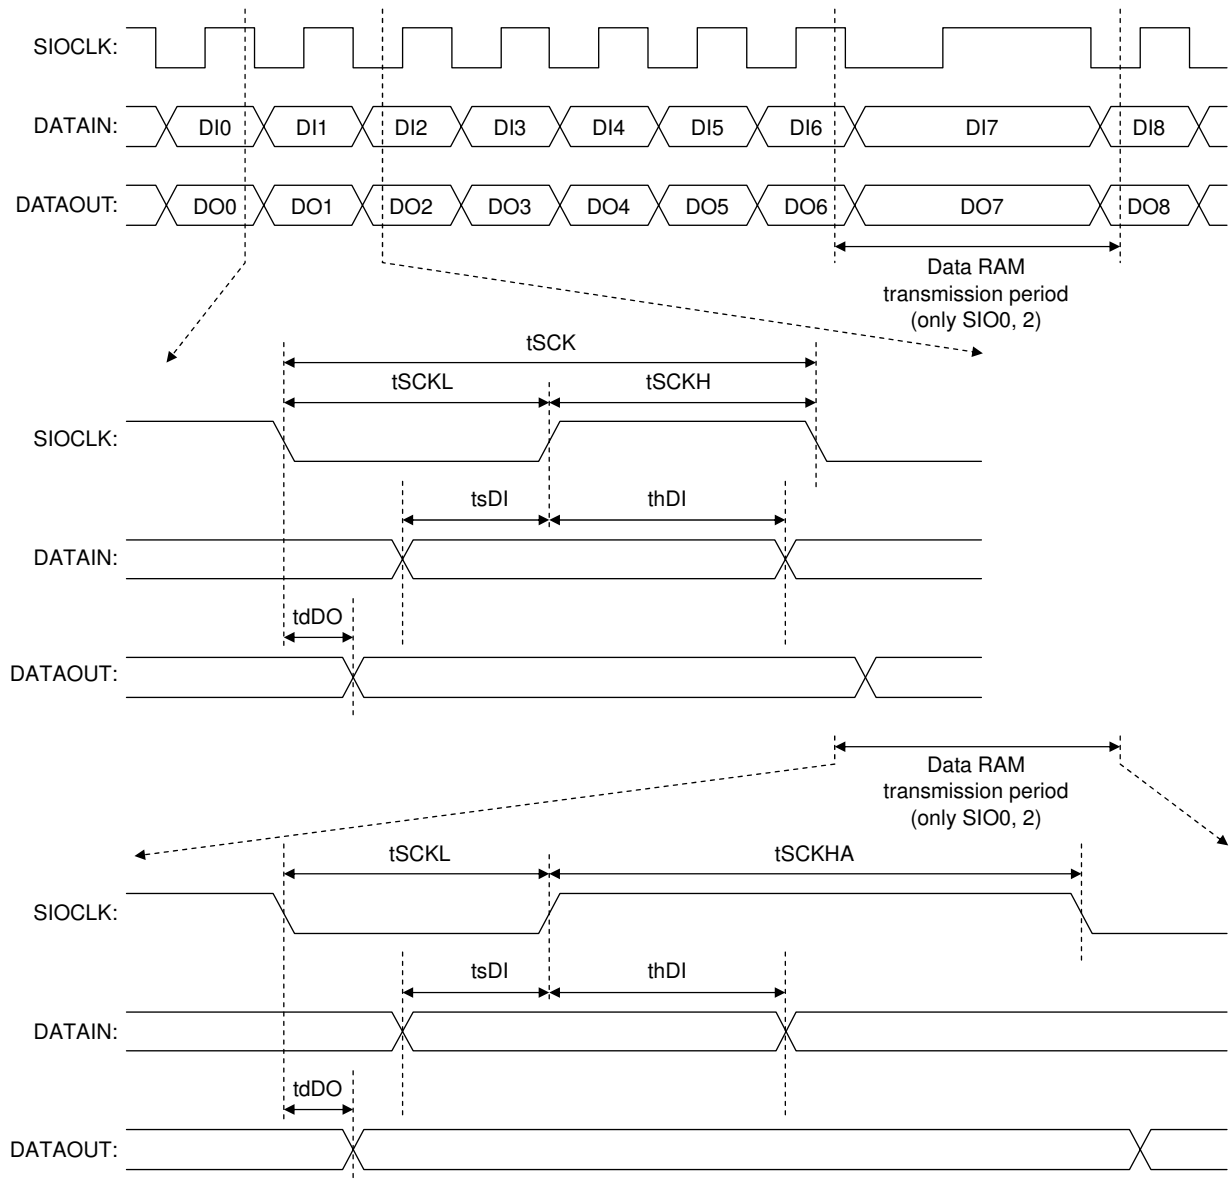 SIOCLK:
DATAIN: DI0 DI1 DI2 DI3 DI4 DI5 DI6 DI7 DI8
DATAOUT: DO0 DO1 DO2 DO3 DO4 DO5 DO6 DO7 DO8
Data RAM
transmission period
(only SIO0, 2)
tSCK
tSCKL tSCKH
SIOCLK:
tsDI thDI
DATAIN:
tdDO
DATAOUT:
Data RAM
transmission period
(only SIO0, 2)
tSCKL tSCKHA
SIOCLK:
tsDI thDI
DATAIN:
tdDO
DATAOUT: